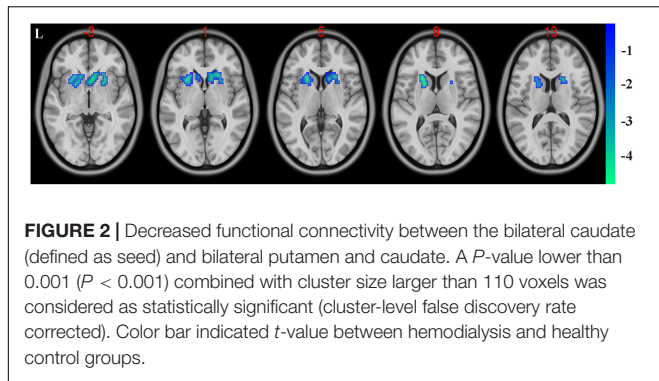 L -3 1 5 9 13
-1
-2
-3
-4
FIGURE 2 | Decreased functional connectivity between the bilateral caudate
(defined as seed) and bilateral putamen and caudate. A P-value lower than
0.001 (P < 0.001) combined with cluster size larger than 110 voxels was
considered as statistically significant (cluster-level false discovery rate
corrected). Color bar indicated t-value between hemodialysis and healthy
control groups.